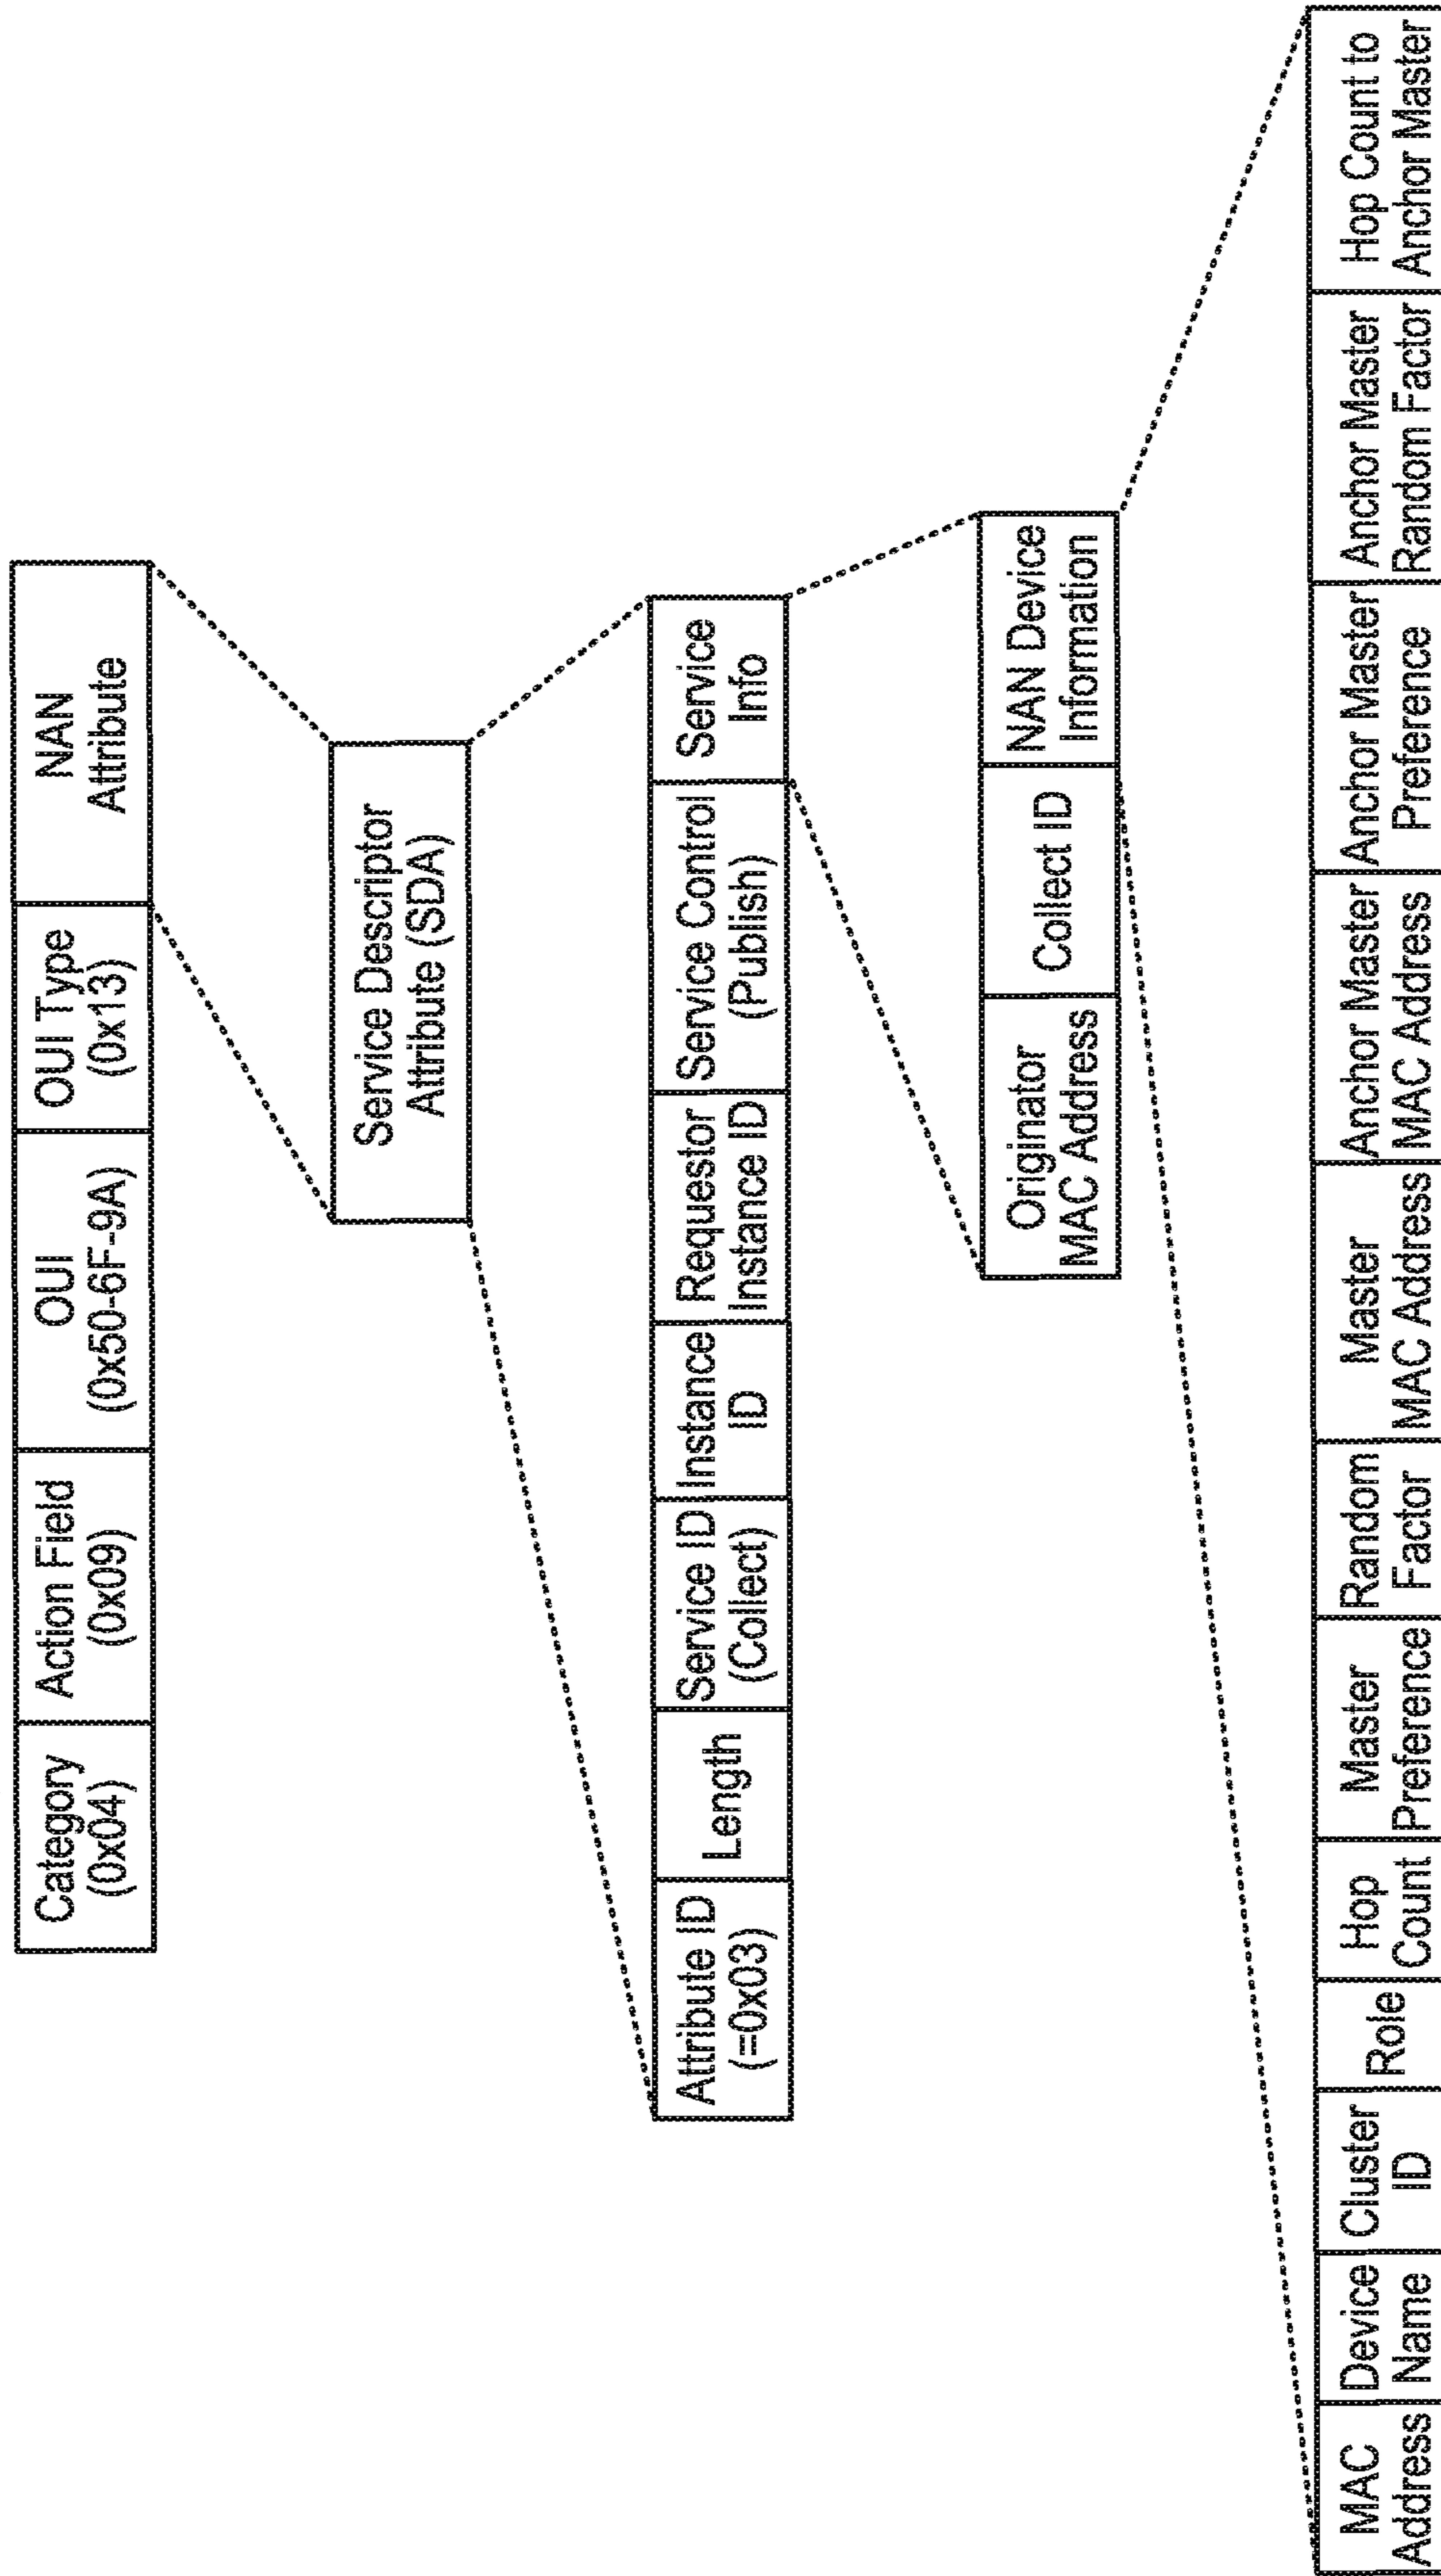 Category
(0x04)
Action Field
(0x09)
OUI
(0x50-6F-9A)
OUI Type
(0x13)
NAN
Attribute
Service Descriptor
Attribute (SDA)
Attribute ID
(=0x03)
Length
Service ID
(Collect)
Instance
ID
Requestor
Instance ID
Service Control
(Publish)
Service
Info
Originator
MAC Address
Collect ID
NAN Device
Information
MAC
Address
Device
Name
Cluster
ID
Role
Hop
Count
Master
Preference
Random
Factor
Master
MAC Address
Anchor Master
MAC Address
Anchor Master
Preference
Anchor Master
Random Factor
Hop Count to
Anchor Master